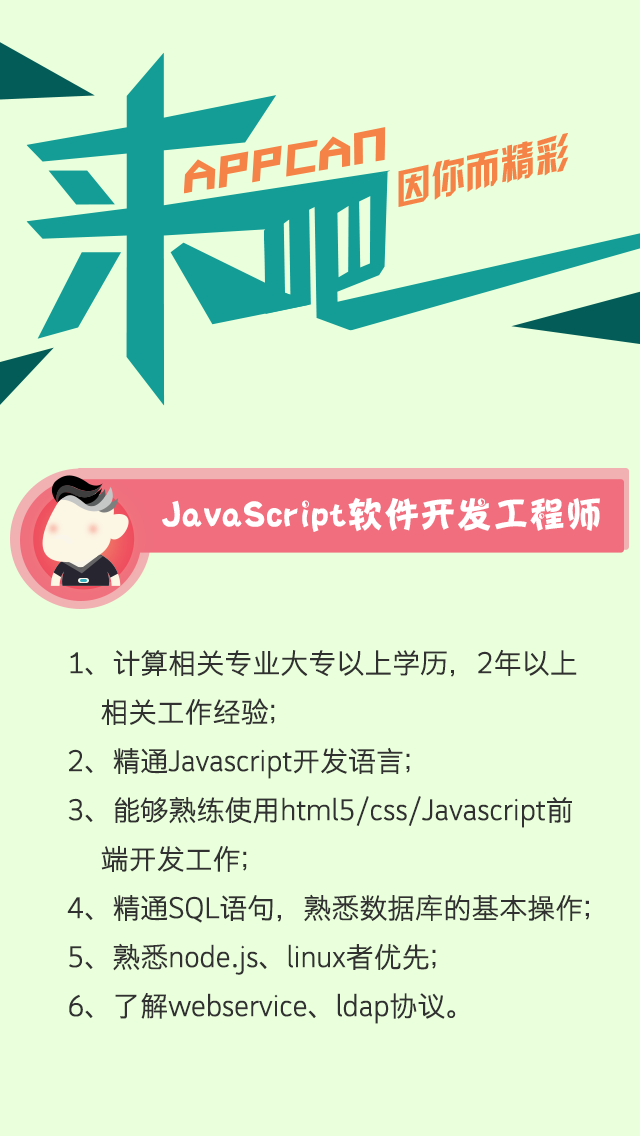 来吧
APPCAN
因你而精彩
JavaScript软件开发工程师
1、计算相关专业大专以上学历，2年以上
相关工作经验;
2、精通Javascript开发语言;
3、能够熟练使用html5/css/Javascript前
端开发工作;
4、精通SQL语句，熟悉数据库的基本操作;
5、熟悉node.js、linux者优先;
6、了解webservice、ldap协议。